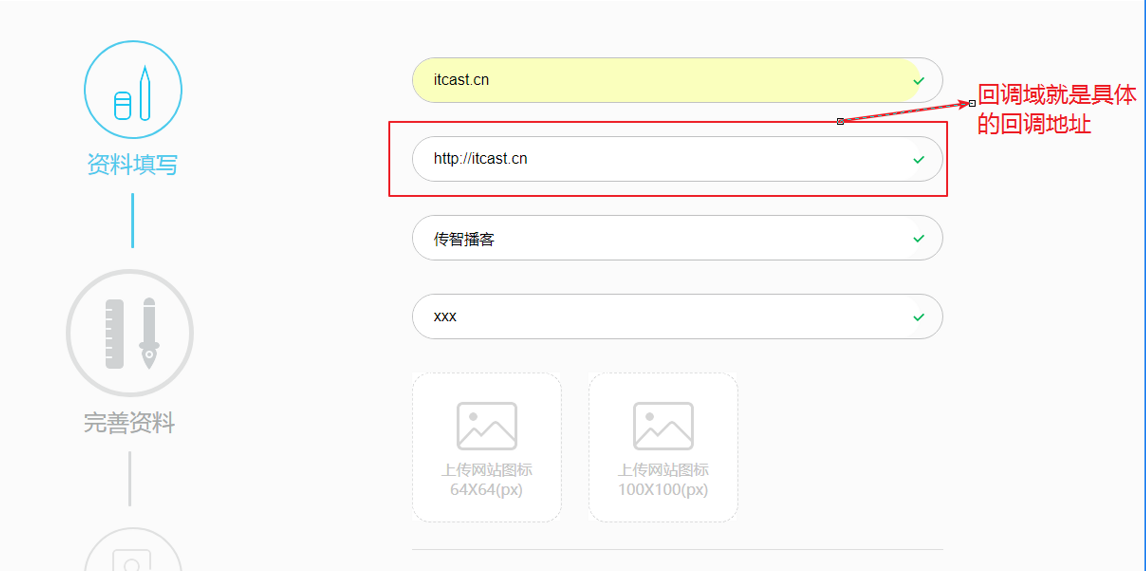 itcast.cn
回调域就是具体
的回调地址
资料填写
http://itcast.cn
传智播客
xxx
完善资料
上传网站图标
64X64(px)
上传网站图标
100X100(px)